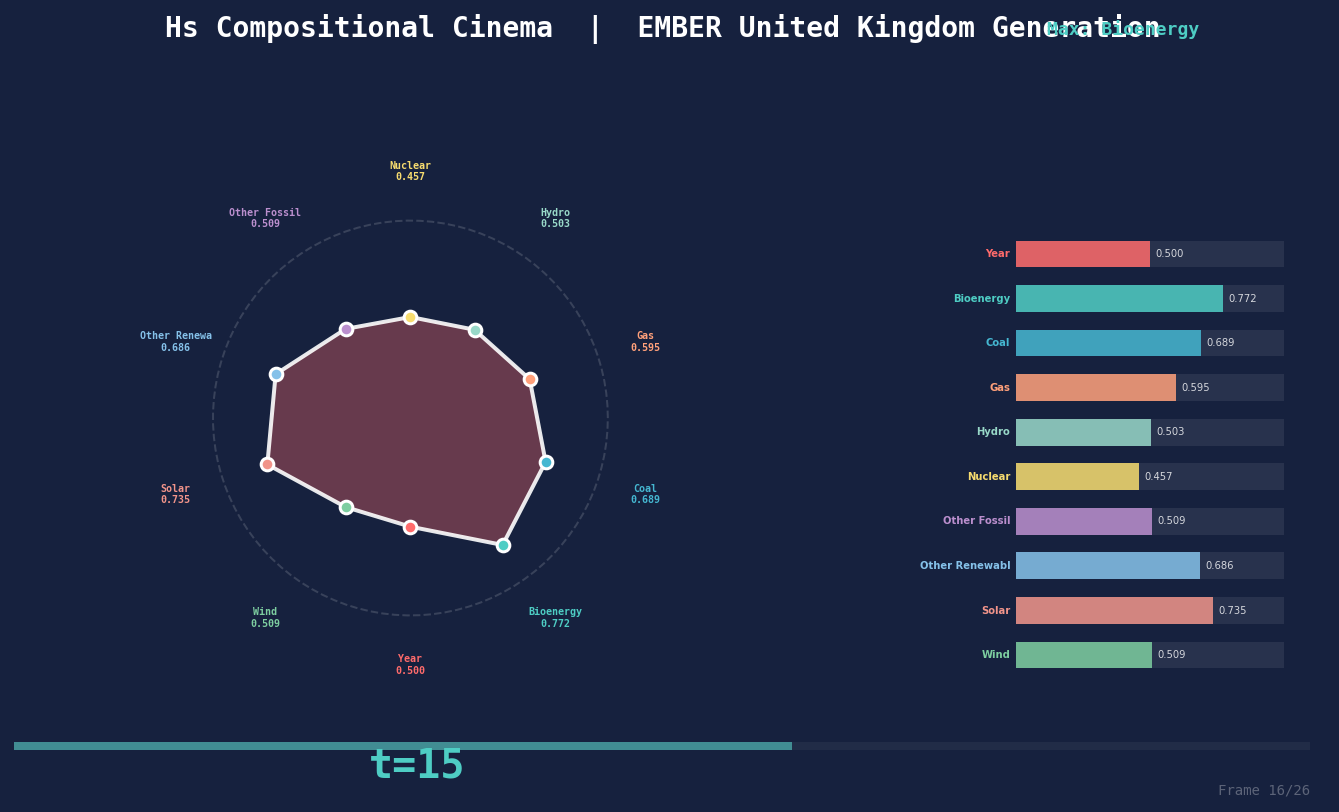 Hs Compositional Cinema | EMBER United Kingdom Generation
Max: Bioenergy
Nuclear
0.457
Other Fossil
0.509
Hydro
0.503
Other Renewa
0.686
Gas
0.595
Solar
0.735
Coal
0.689
Wind
0.509
Bioenergy
0.772
Year
0.500
Year 0.500
Bioenergy 0.772
Coal 0.689
Gas 0.595
Hydro 0.503
Nuclear 0.457
Other Fossil 0.509
Other Renewabl 0.686
Solar 0.735
Wind 0.509
t=15
Frame 16/26